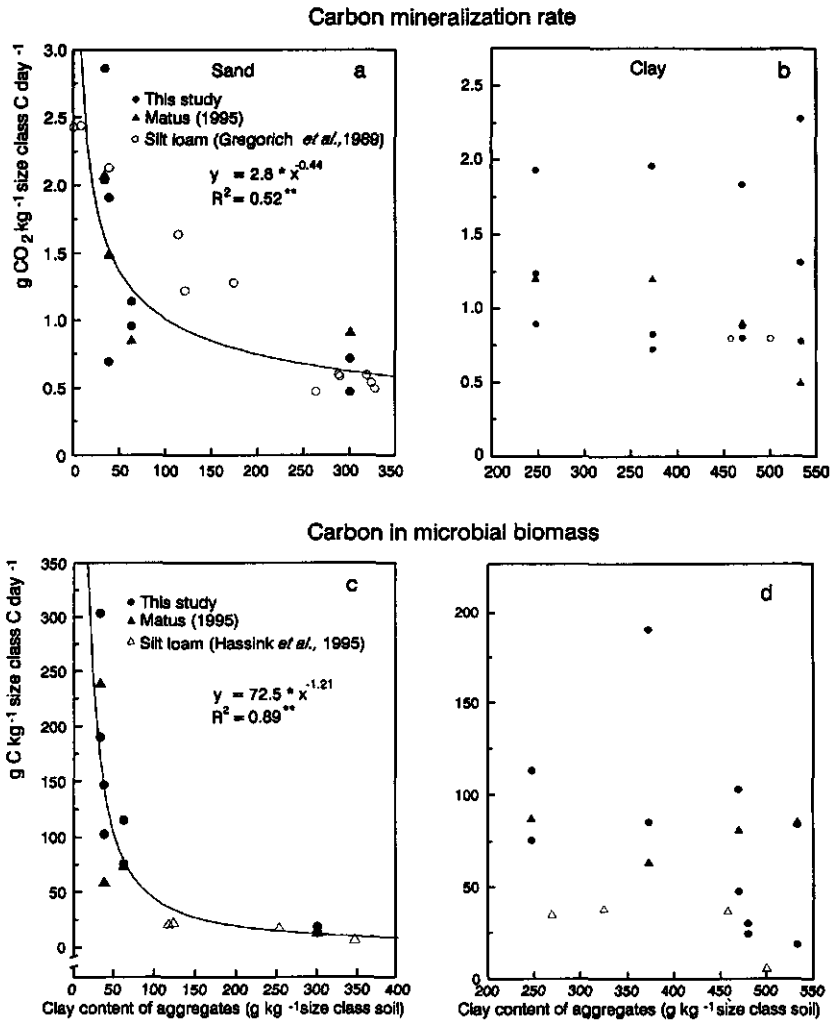 Carbon mineralization rate
Sand
a
This study
Matus (1995)
Silt loam (Gregorich et al.,1989)
y = 2.8 * x^-0.44
R² = 0.52**
g CO₂ kg⁻¹ size class C day⁻¹
3.0
2.5
2.0
1.5
1.0
0.5
0
0 50 100 150 200 250 300 350
Clay
b
2.5
2.0
1.5
1.0
0.5
0
200 250 300 350 400 450 500 550
Carbon in microbial biomass
c
This study
Matus (1995)
Silt loam (Hassink et al., 1995)
y = 72.5 * x^-1.21
R² = 0.89**
g C kg⁻¹ size class C day⁻¹
350
300
250
200
150
100
50
0
0 50 100 150 200 250 300 350 400
Clay content of aggregates (g kg⁻¹ size class soil)
d
200
150
100
50
0
200 250 300 350 400 450 500 550
Clay content of aggregates (g kg⁻¹ size class soil)